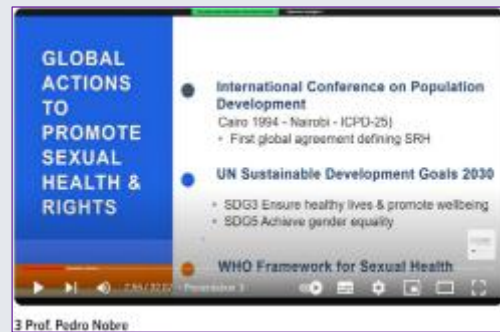 GLOBAL
ACTIONS
TO
PROMOTE
SEXUAL
HEALTH &
RIGHTS
International Conference on Population
Development
Cairo 1994 - Nairobi - ICPD-25)
• First global agreement defining SRH
UN Sustainable Development Goals 2030
• SDG3 Ensure healthy lives & promote wellbeing
• SDG5 Achieve gender equality
WHO Framework for Sexual Health
3 Prof. Pedro Nobre